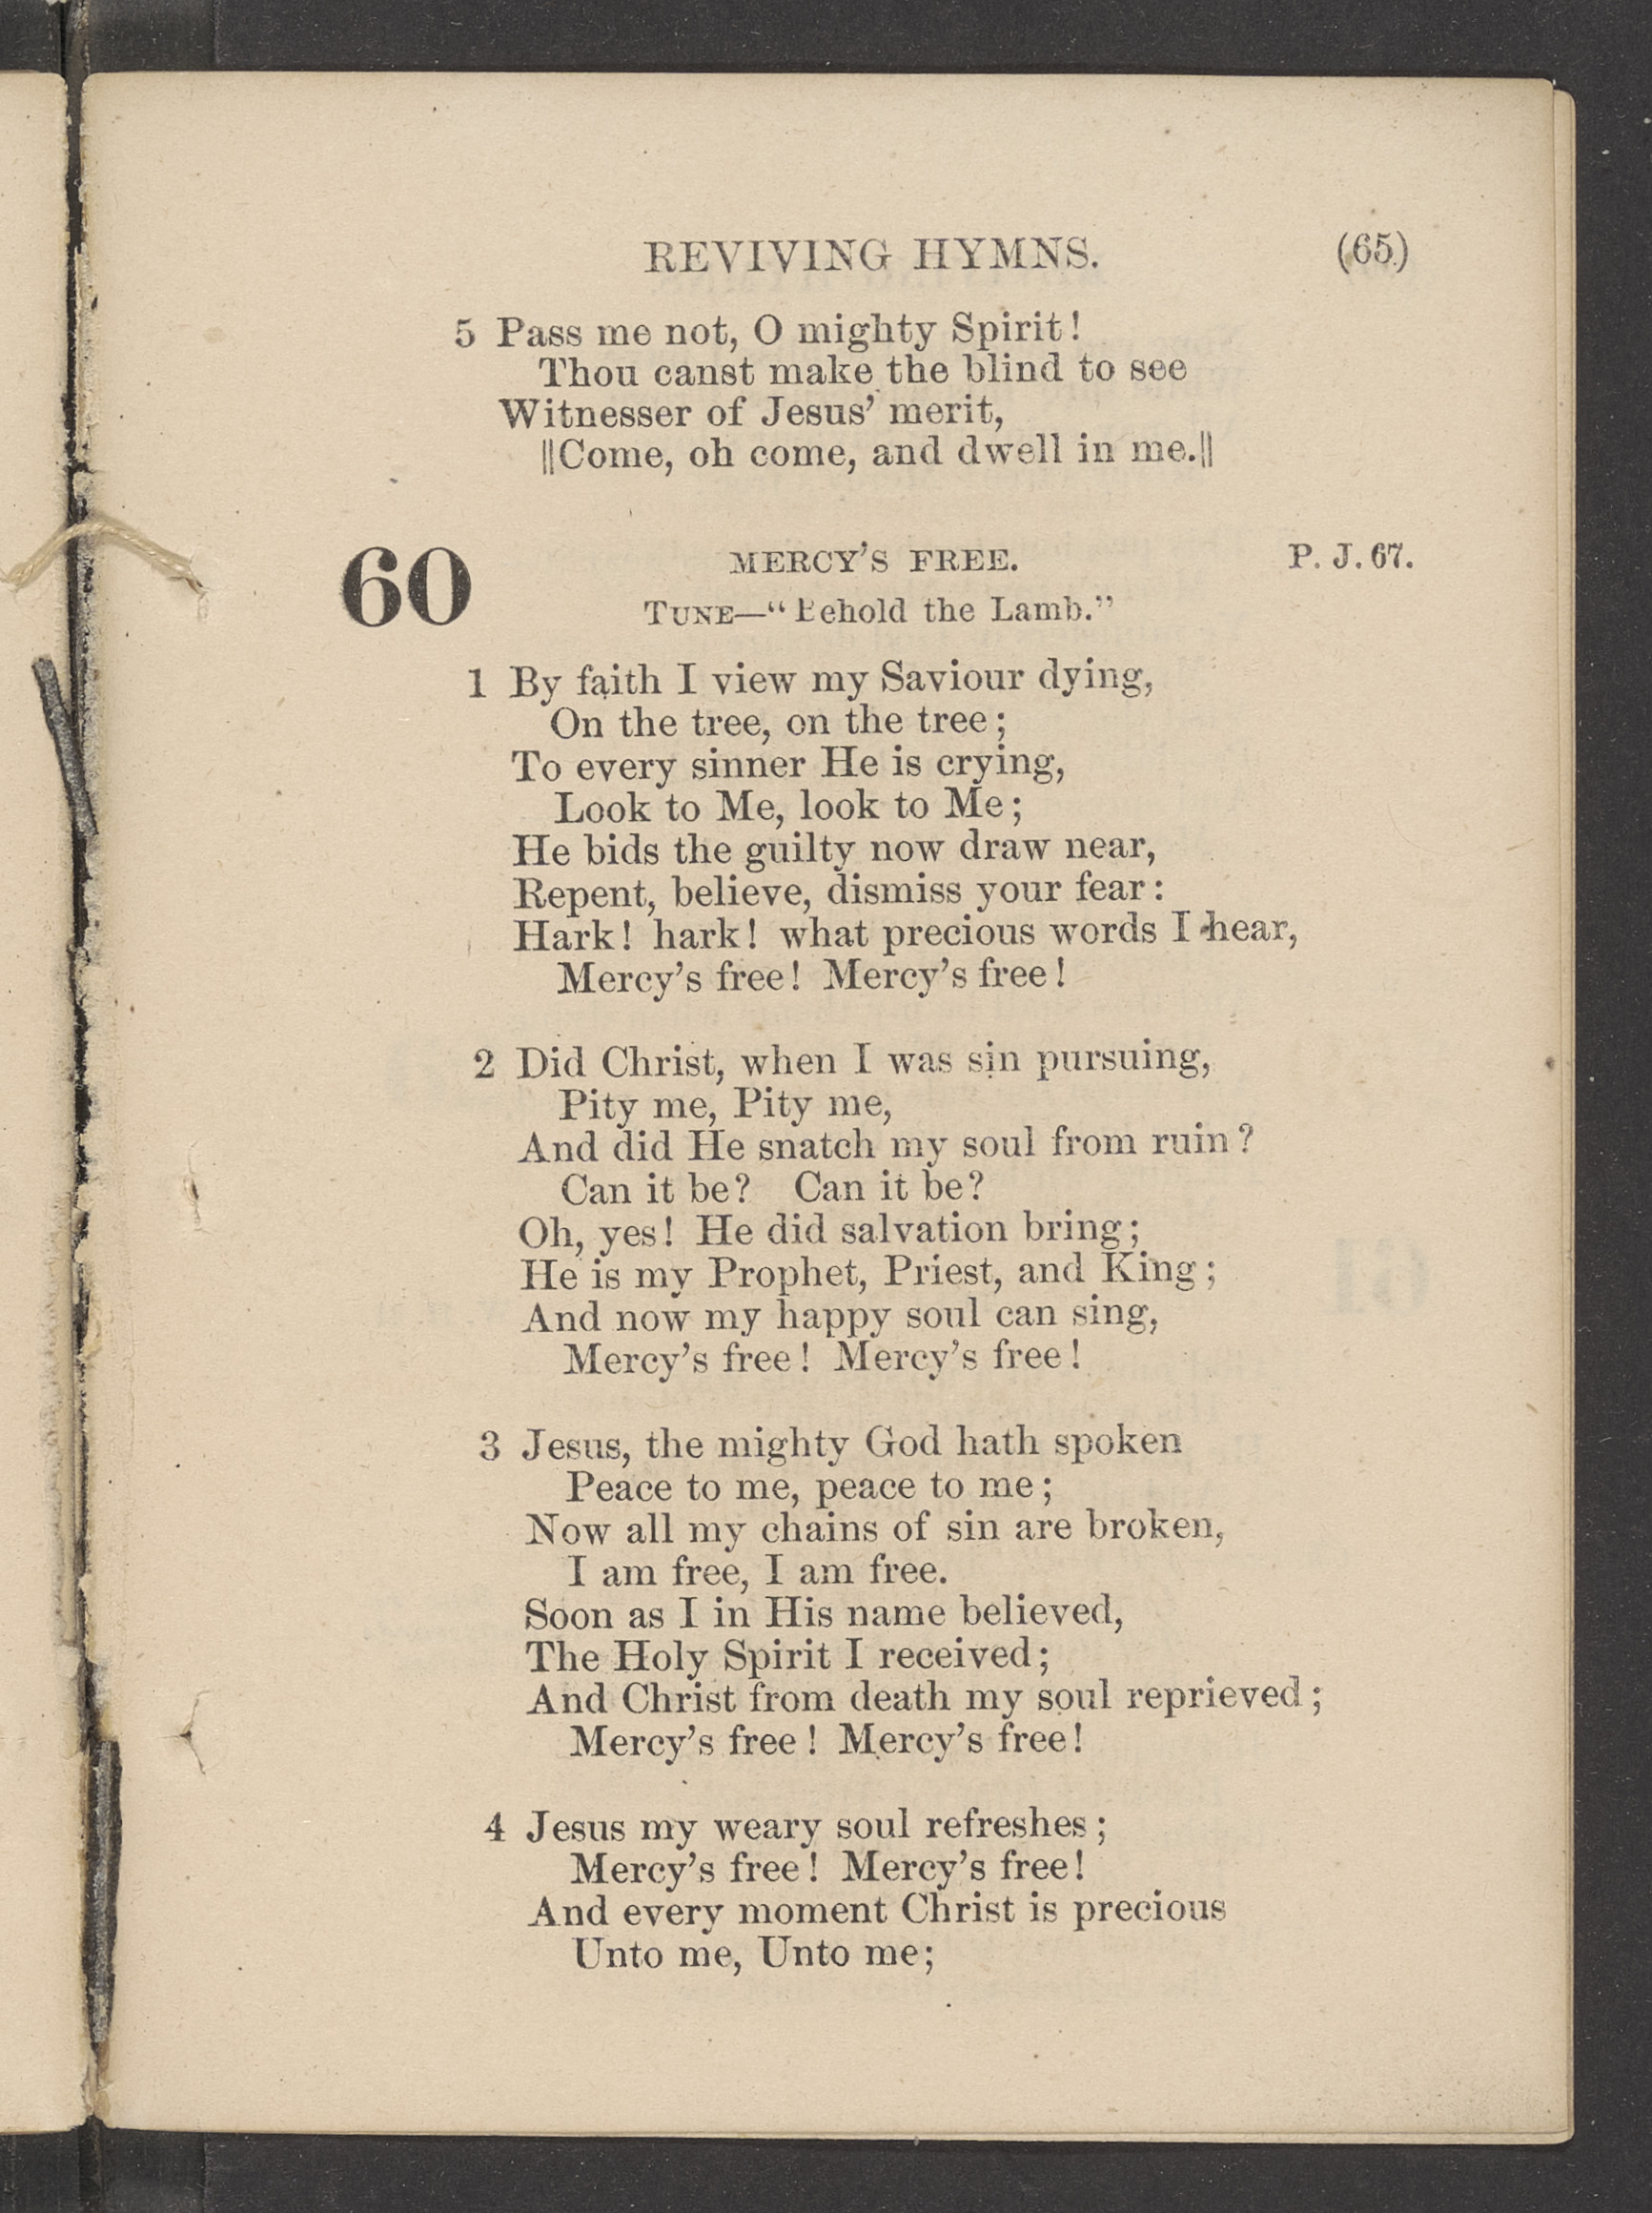 REVIVING HYMNS. (65)
5 Pass me not, O mighty Spirit!
Thou canst make the blind to see
Witnesser of Jesus' merit,
‖Come, oh come, and dwell in me.‖
60 MERCY'S FREE. P. J. 67.
TUNE—“Behold the Lamb.”
1 By faith I view my Saviour dying,
On the tree, on the tree;
To every sinner He is crying,
Look to Me, look to Me;
He bids the guilty now draw near,
Repent, believe, dismiss your fear:
Hark! hark! what precious words I hear,
Mercy's free! Mercy's free!
2 Did Christ, when I was sin pursuing,
Pity me, Pity me,
And did He snatch my soul from ruin?
Can it be? Can it be?
Oh, yes! He did salvation bring;
He is my Prophet, Priest, and King;
And now my happy soul can sing,
Mercy's free! Mercy's free!
3 Jesus, the mighty God hath spoken
Peace to me, peace to me;
Now all my chains of sin are broken,
I am free, I am free.
Soon as I in His name believed,
The Holy Spirit I received;
And Christ from death my soul reprieved;
Mercy's free! Mercy's free!
4 Jesus my weary soul refreshes;
Mercy's free! Mercy's free!
And every moment Christ is precious
Unto me, Unto me;